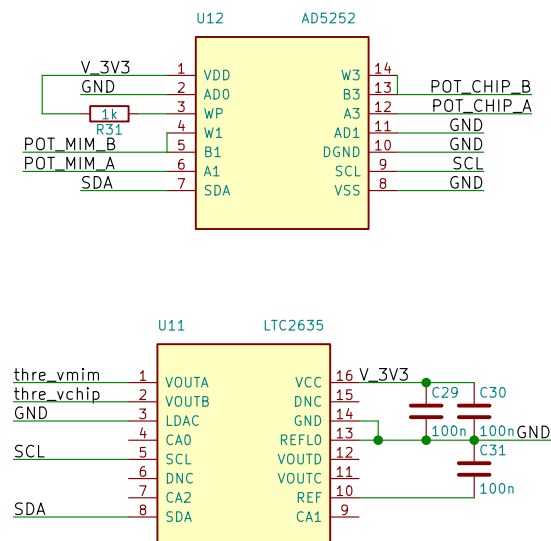 U12 AD5252
V_3V3 1 VDD W3 14
GND 2 AD0 B3 13 POT_CHIP_B
1k 3 WP A3 12 POT_CHIP_A
R31 4 W1 AD1 11 GND
POT_MIM_B 5 B1 DGND 10 GND
POT_MIM_A 6 A1 SCL 9 SCL
SDA 7 SDA VSS 8 GND
U11 LTC2635
thre_vmim 1 VOUTA VCC 16 V_3V3
thre_vchip 2 VOUTB DNC 15 C29 C30
GND 3 LDAC GND 14
4 CA0 REFLO 13 100n 100n GND
SCL 5 SCL VOUTD 12 C31
6 DNC VOUTC 11
7 CA2 REF 10 100n
SDA 8 SDA CA1 9